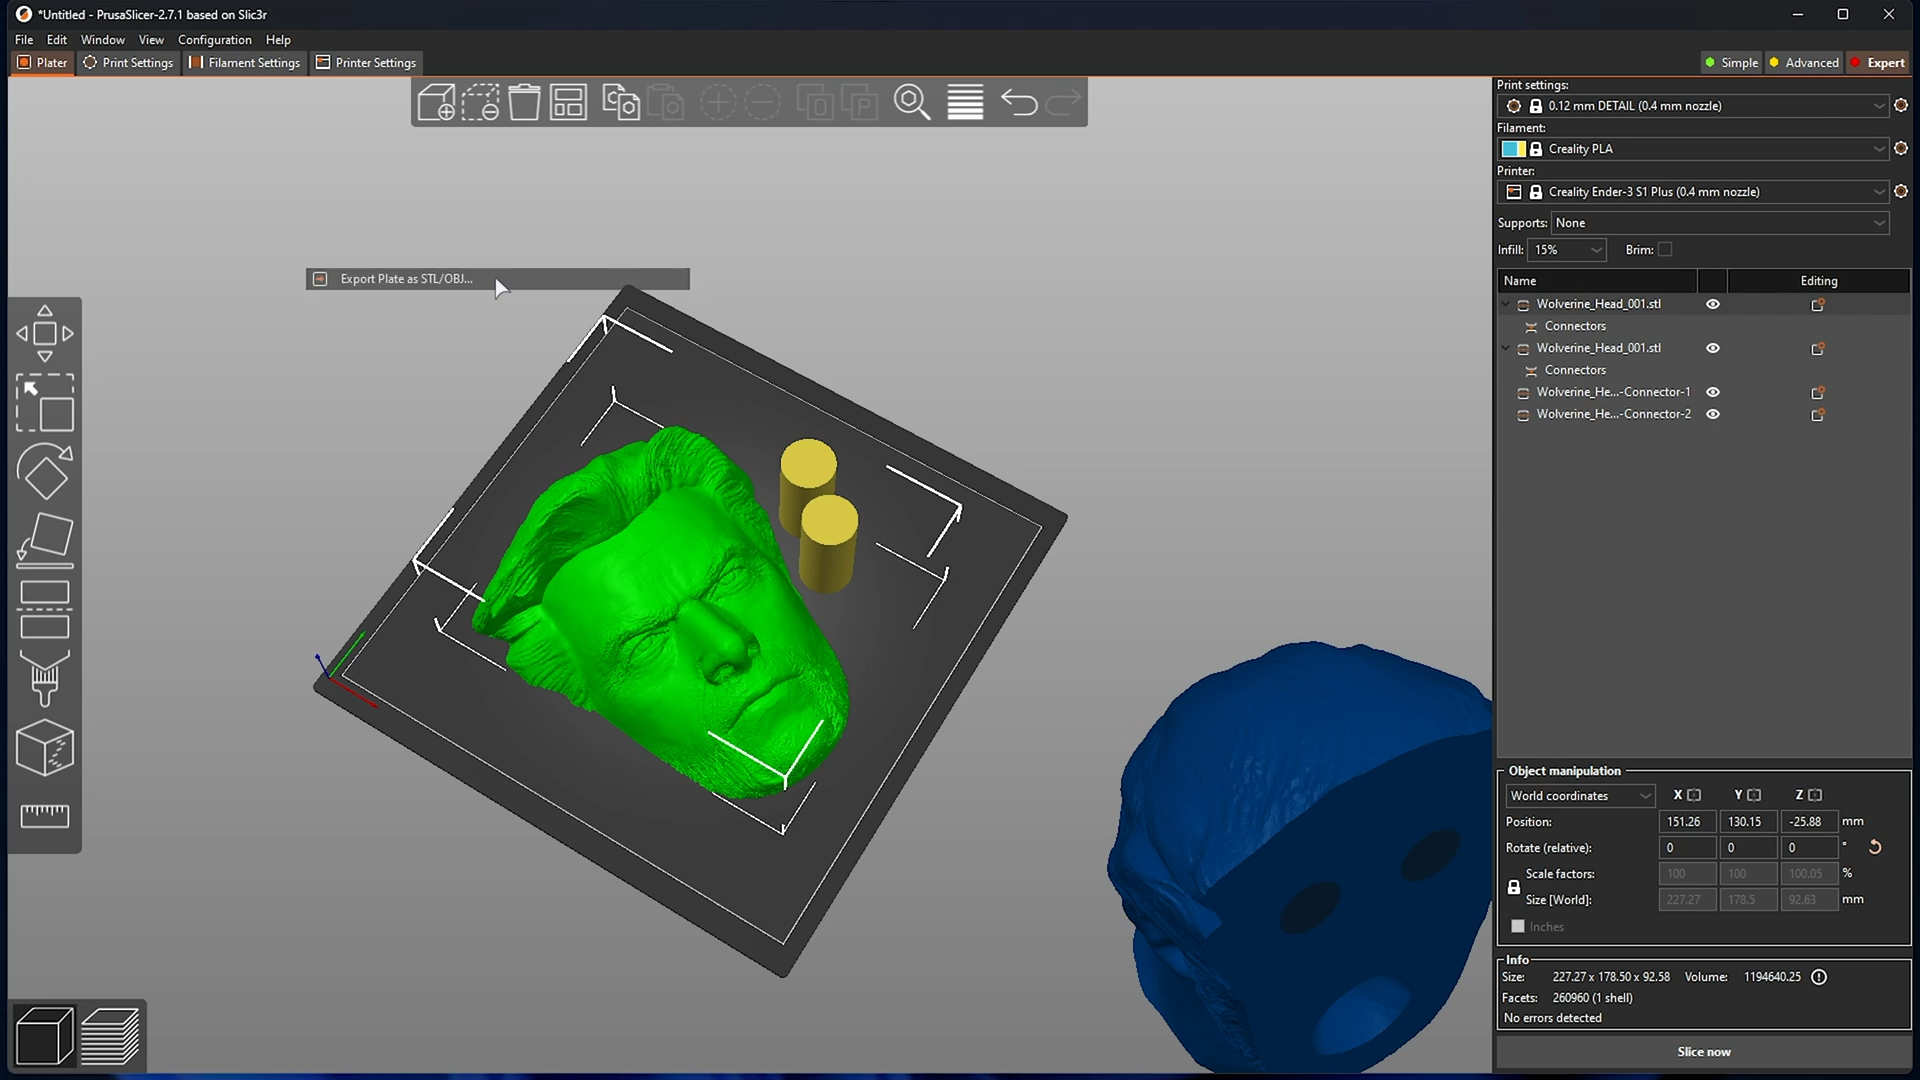 *Untitled - PrusaSlicer-2.7.1 based on Slic3r
File Edit Window View Configuration Help
Plater Print Settings Filament Settings Printer Settings Simple Advanced Expert
Print settings:
0.12 mm DETAIL (0.4 mm nozzle)
Filament:
Creality PLA
Printer:
Creality Ender-3 S1 Plus (0.4 mm nozzle)
Supports: None
Infill: 15% Brim:
Export Plate as STL/OBJ...
Name Editing
Wolverine_Head_001.stl
Connectors
Wolverine_Head_001.stl
Connectors
Wolverine_He...-Connector-1
Wolverine_He...-Connector-2
Object manipulation
World coordinates X Y Z
Position: 151.26 130.15 -25.88 mm
Rotate (relative): 0 0 0 °
Scale factors: 100 100 100.05 %
Size [World]: 227.27 178.5 92.63 mm
Inches
Info
Size: 227.27 x 178.50 x 92.58 Volume: 1194640.25
Facets: 260960 (1 shell)
No errors detected
Slice now